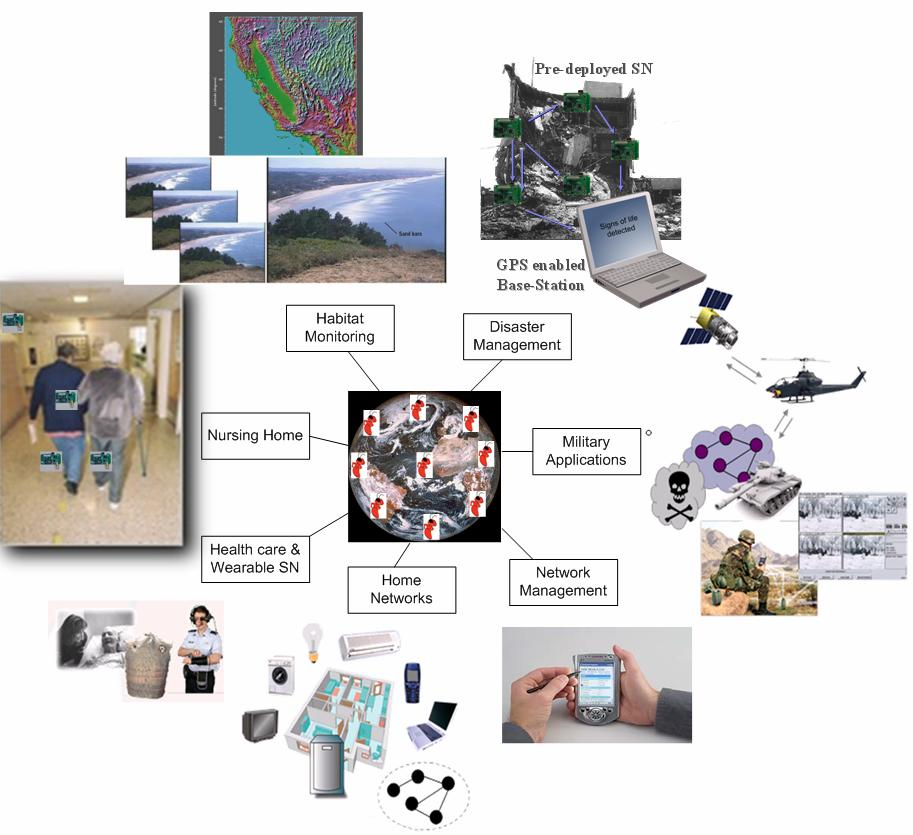 Pre-deployed SN
Sand bars
Signs of life
detected
GPS enabled
Base-Station
Habitat
Monitoring
Disaster
Management
Nursing Home
Military
Applications
Health care &
Wearable SN
Home
Networks
Network
Management